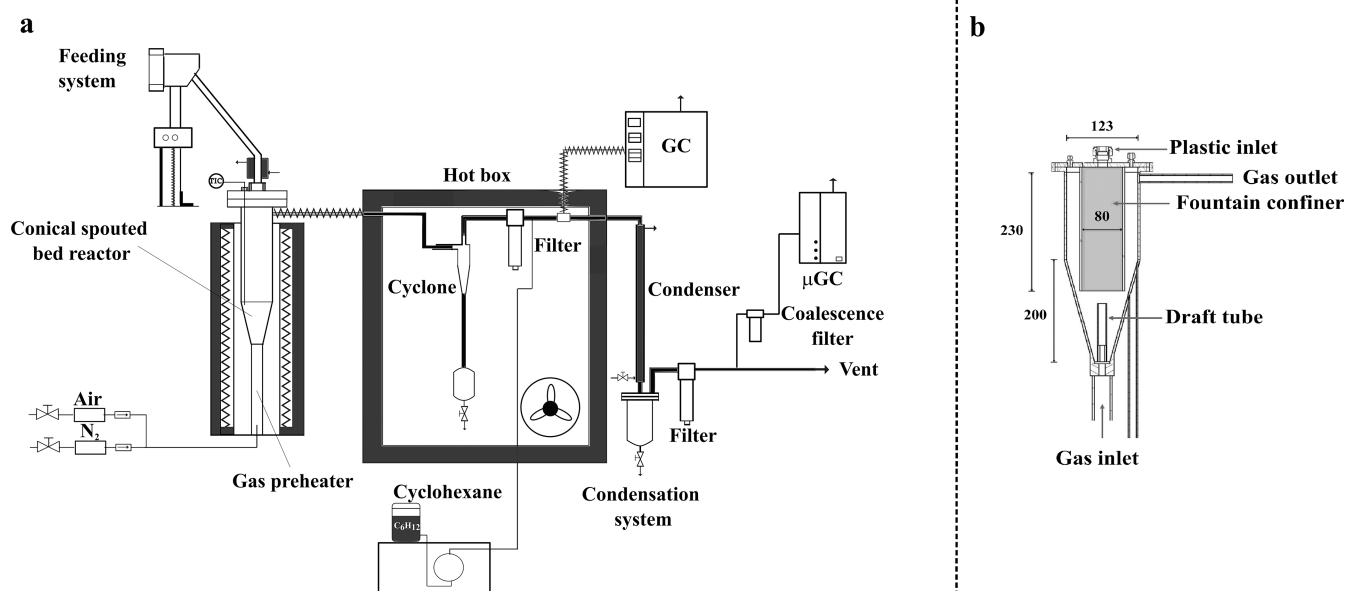 a
Feeding
system
TIC
Conical spouted
bed reactor
Air
N₂
Gas preheater
Hot box
Cyclone
Filter
GC
Condenser
μGC
Coalescence
filter
Vent
Filter
Condensation
system
Cyclohexane
C₆H₁₂
b
123
Plastic inlet
Gas outlet
Fountain confiner
80
230
200
Draft tube
Gas inlet